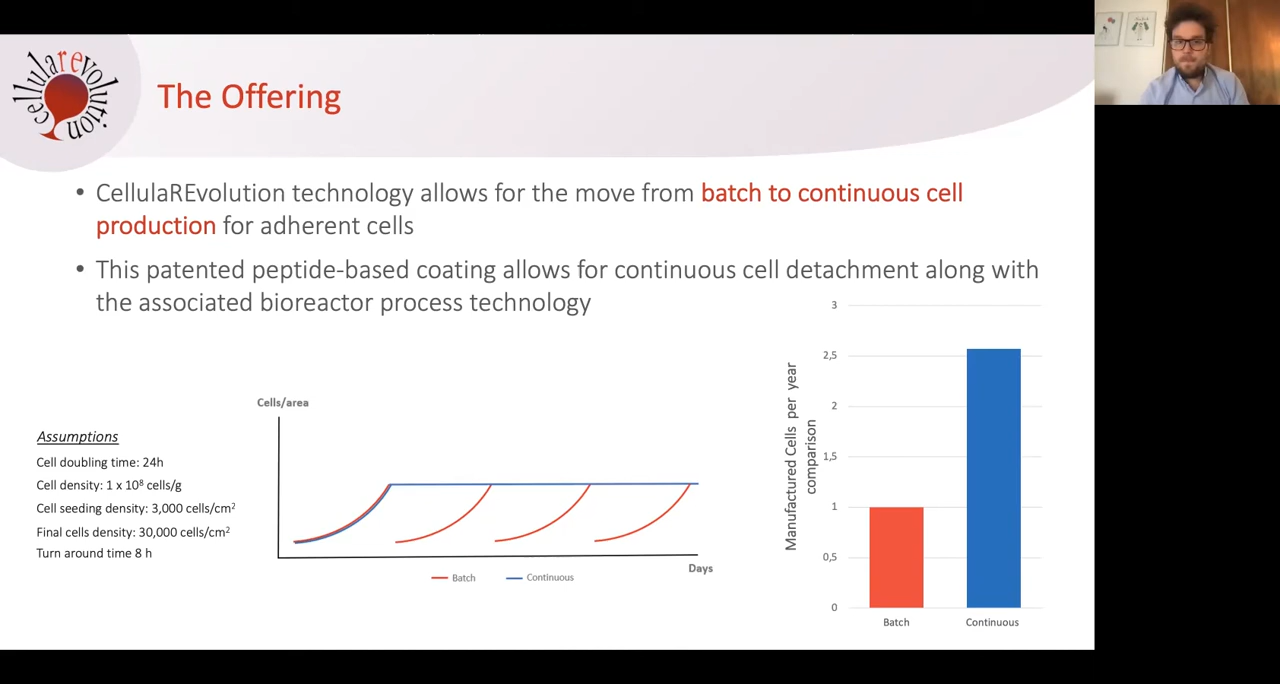 cellularevolution
The Offering
• CellulaREvolution technology allows for the move from batch to continuous cell
production for adherent cells
• This patented peptide-based coating allows for continuous cell detachment along with
the associated bioreactor process technology
Assumptions
Cell doubling time: 24h
Cell density: 1 x 10⁸ cells/g
Cell seeding density: 3,000 cells/cm²
Final cells density: 30,000 cells/cm²
Turn around time 8 h
Cells/area
Days
Batch
Continuous
Manufactured Cells per year
comparison
3
2,5
2
1,5
1
0,5
0
Batch
Continuous